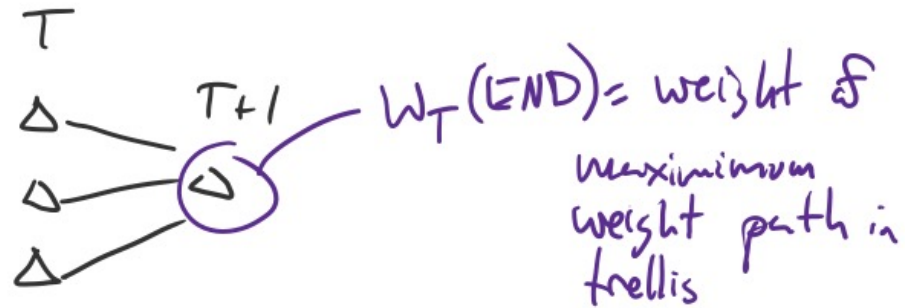 T
T+1
W_T(END) = weight of
maximimum
weight path in
trellis